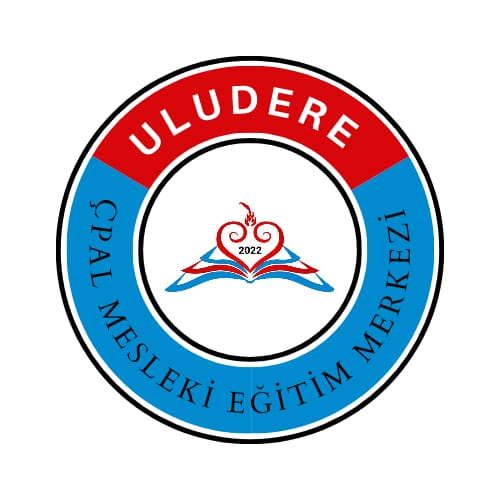 ULUDERE
ÇPAL MESLEKİ EĞİTİM MERKEZİ
2022